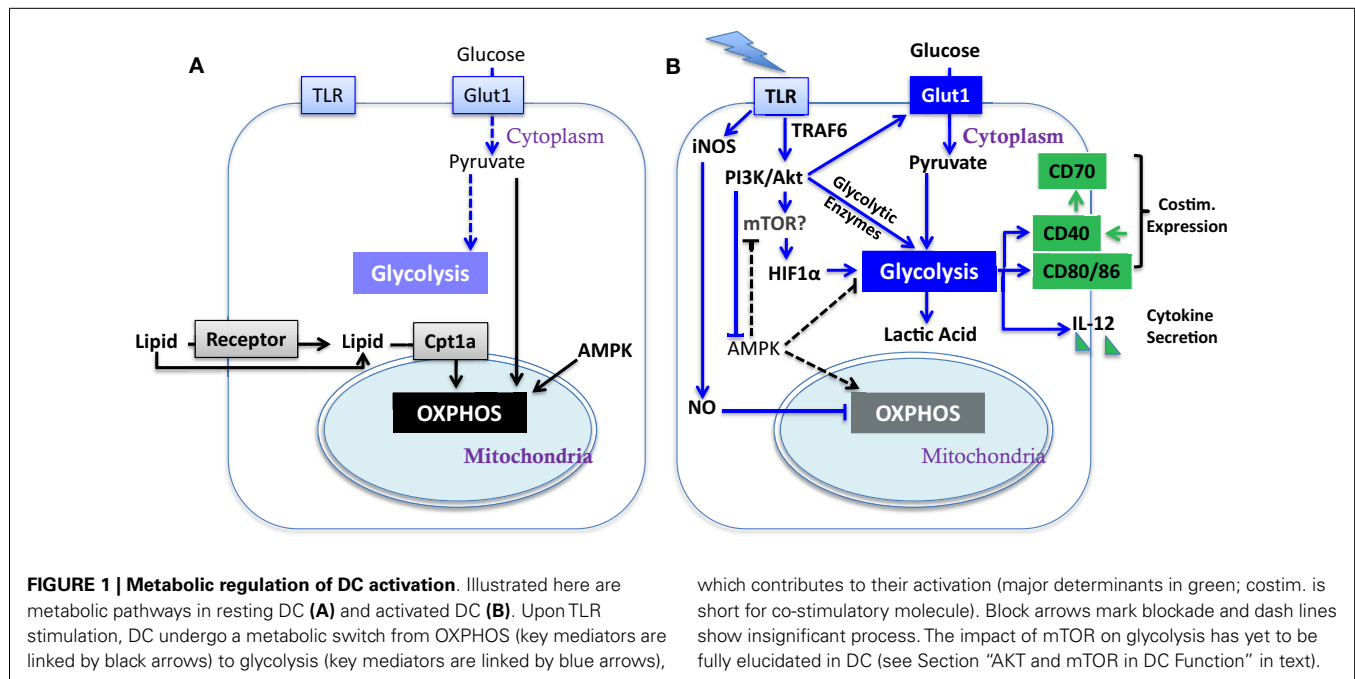 A
Glucose
TLR
Glut1
Cytoplasm
Pyruvate
Glycolysis
Lipid
Receptor
Lipid
Cpt1a
AMPK
OXPHOS
Mitochondria
B
Glucose
TLR
Glut1
TRAF6
Cytoplasm
iNOS
Pyruvate
PI3K/Akt
Glycolytic
Enzymes
mTOR?
HIF1α
Glycolysis
CD70
CD40
CD80/86
Costim.
Expression
Lactic Acid
IL-12
Cytokine
Secretion
AMPK
NO
OXPHOS
Mitochondria
FIGURE 1 | Metabolic regulation of DC activation. Illustrated here are
metabolic pathways in resting DC (A) and activated DC (B). Upon TLR
stimulation, DC undergo a metabolic switch from OXPHOS (key mediators are
linked by black arrows) to glycolysis (key mediators are linked by blue arrows),
which contributes to their activation (major determinants in green; costim. is
short for co-stimulatory molecule). Block arrows mark blockade and dash lines
show insignificant process. The impact of mTOR on glycolysis has yet to be
fully elucidated in DC (see Section “AKT and mTOR in DC Function” in text).